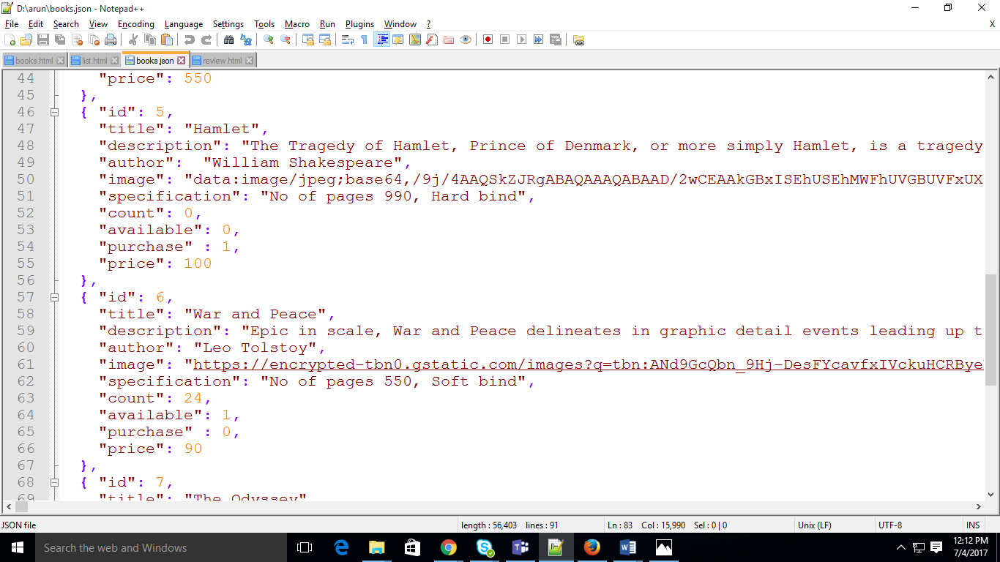 D:\arun\books.json - Notepad++
File Edit Search View Encoding Language Settings Tools Macro Run Plugins Window ? X
books.html list.html books.json review.html
44 "price": 550
45 },
46 { "id": 5,
47 "title": "Hamlet",
48 "description": "The Tragedy of Hamlet, Prince of Denmark, or more simply Hamlet, is a tragedy
49 "author":  "William Shakespeare",
50 "image": "data:image/jpeg;base64,/9j/4AAQSkZJRgABAQAAAQABAAD/2wCEAAkGBxISEhUSEhMWFhUVGBUVFxUX
51 "specification": "No of pages 990, Hard bind",
52 "count": 0,
53 "available": 0,
54 "purchase" : 1,
55 "price": 100
56 },
57 { "id": 6,
58 "title": "War and Peace",
59 "description": "Epic in scale, War and Peace delineates in graphic detail events leading up t
60 "author": "Leo Tolstoy",
61 "image": "https://encrypted-tbn0.gstatic.com/images?q=tbn:ANd9GcQbn_9Hj-DesFYcavfxIVckuHCRBye
62 "specification": "No of pages 550, Soft bind",
63 "count": 24,
64 "available": 1,
65 "purchase" : 0,
66 "price": 90
67 },
68 { "id": 7,
69 "title": "The Odyssey"
JSON file length : 56,403 lines : 91 Ln : 83 Col : 15,990 Sel : 0 | 0 Unix (LF) UTF-8 INS
Search the web and Windows
12:12 PM
7/4/2017